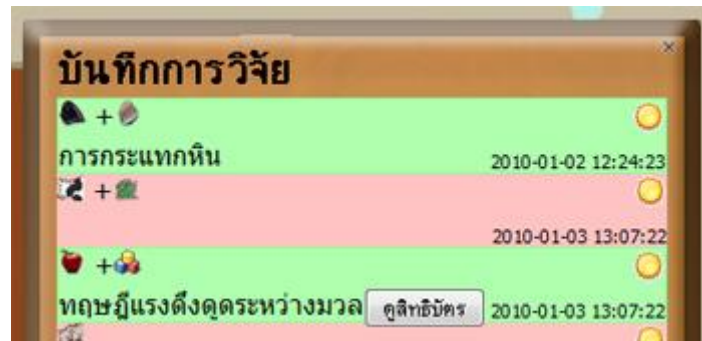 บันทึกการวิจัย
×
+
การกระแทกหิน 2010-01-02 12:24:23
+
2010-01-03 13:07:22
+
ทฤษฎีแรงดึงดูดระหว่างมวล ดูสิทธิบัตร 2010-01-03 13:07:22